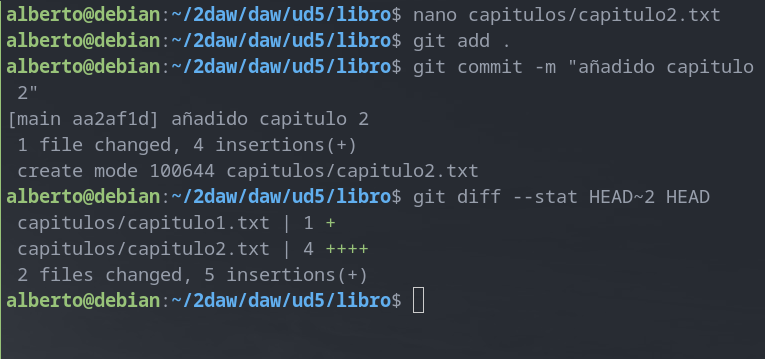 alberto@debian:~/2daw/daw/ud5/libro$ nano capitulos/capitulo2.txt
alberto@debian:~/2daw/daw/ud5/libro$ git add .
alberto@debian:~/2daw/daw/ud5/libro$ git commit -m "añadido capitulo
 2"
[main aa2af1d] añadido capitulo 2
 1 file changed, 4 insertions(+)
 create mode 100644 capitulos/capitulo2.txt
alberto@debian:~/2daw/daw/ud5/libro$ git diff --stat HEAD~2 HEAD
 capitulos/capitulo1.txt | 1 +
 capitulos/capitulo2.txt | 4 ++++
 2 files changed, 5 insertions(+)
alberto@debian:~/2daw/daw/ud5/libro$